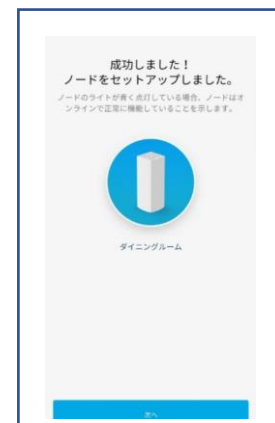 成功しました！
ノードをセットアップしました。
ノードのライトが青く点灯している場合、ノードはオ
ンラインで正常に機能していることを示します。
ダイニングルーム
次へ